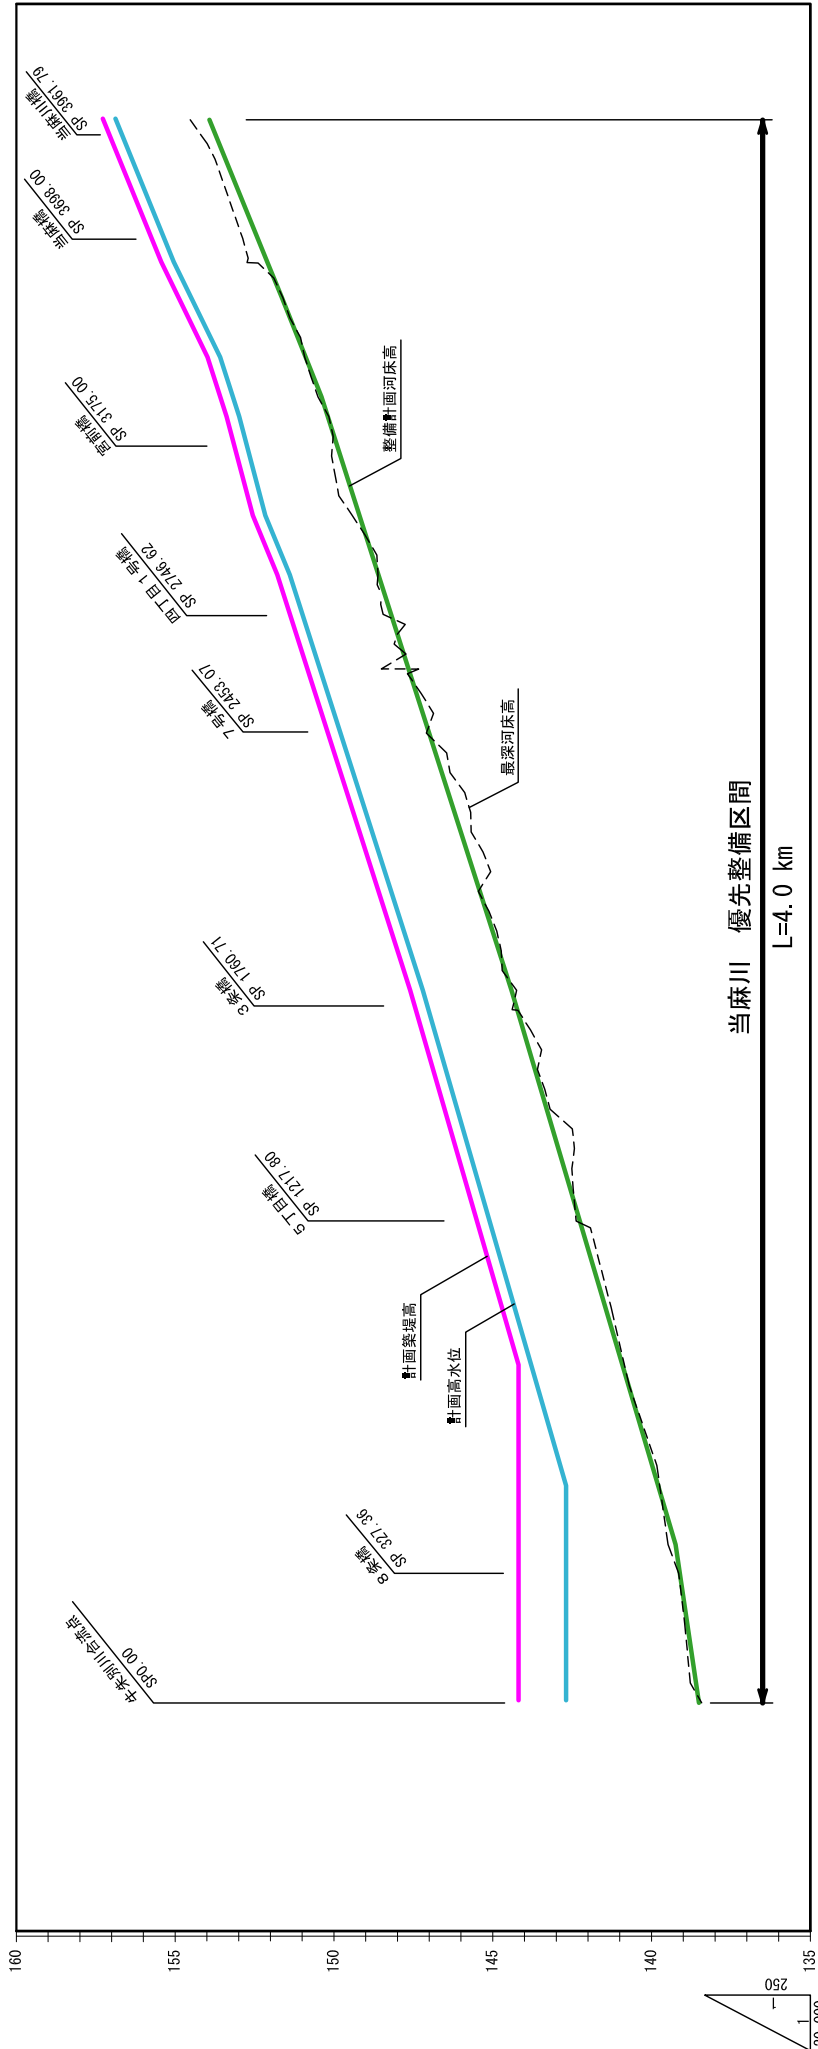 160
155
150
145
140
135
1
250
1
牛朱別川合流点
SP0.00
8条橋
SP 327.36
5丁目橋
SP 1217.80
3条橋
SP 1760.71
7号橋
SP 2453.07
四丁目1号橋
SP 2746.62
宮前橋
SP 3175.00
当麻橋
SP 3698.00
当麻川橋
SP 3961.79
計画築堤高
計画高水位
最深河床高
整備計画河床高
当麻川 優先整備区間
L=4.0 km